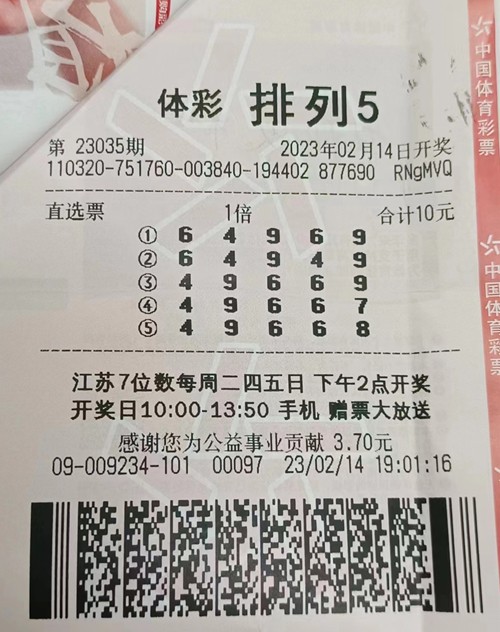 体彩 排列5
第 23035期 2023年02月14日开奖
110320-751760-003840-194402 877690 RNgMVQ
直选票 1倍 合计10元
① 6 4 9 6 9
② 6 4 9 4 9
③ 4 9 6 6 9
④ 4 9 6 6 7
⑤ 4 9 6 6 8
江苏7位数每周二四五日 下午2点开奖
开奖日10:00-13:50 手机 赠票大放送
感谢您为公益事业贡献 3.70元
09-009234-101 00097 23/02/14 19:01:16
中国体育彩票
中国体育彩票